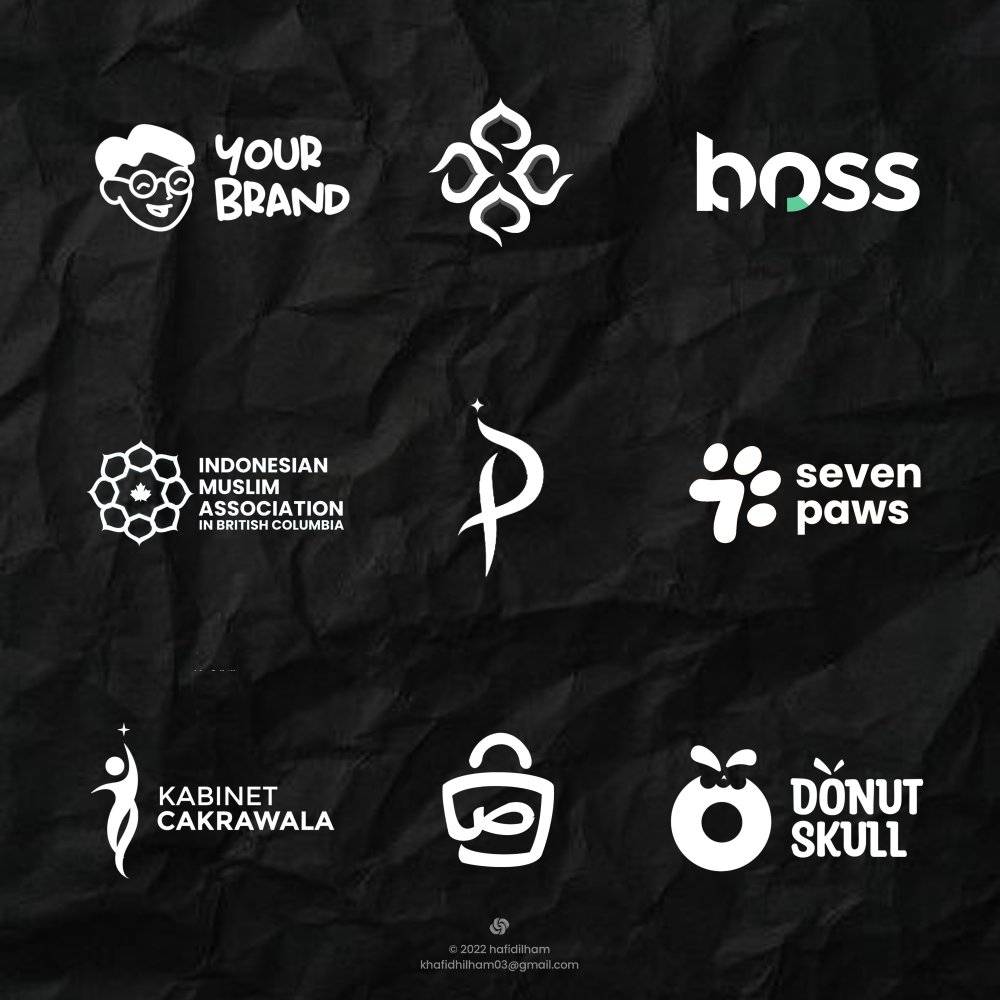 YOUR
BRAND
boss
INDONESIAN
MUSLIM
ASSOCIATION
IN BRITISH COLUMBIA
seven
paws
KABINET
CAKRAWALA
ص
DONUT
SKULL
© 2022 hafidilham
khafidhilham03@gmail.com